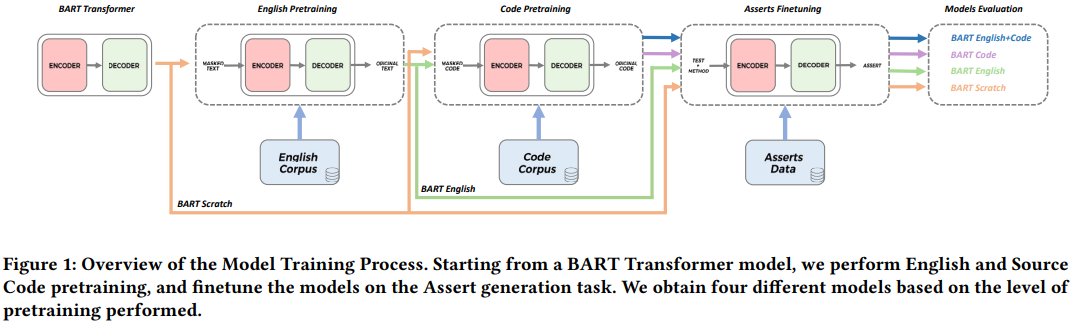 BART Transformer
English Pretraining
Code Pretraining
Asserts Finetuning
Models Evaluation
ENCODER
DECODER
MASKED
TEXT
ENCODER
DECODER
ORIGINAL
TEXT
MASKED
CODE
ENCODER
DECODER
ORIGINAL
CODE
TEST
+
METHOD
ENCODER
DECODER
ASSERT
BART English+Code
BART Code
BART English
BART Scratch
English
Corpus
Code
Corpus
Asserts
Data
BART English
BART Scratch
Figure 1: Overview of the Model Training Process. Starting from a BART Transformer model, we perform English and Source
Code pretraining, and finetune the models on the Assert generation task. We obtain four different models based on the level of
pretraining performed.